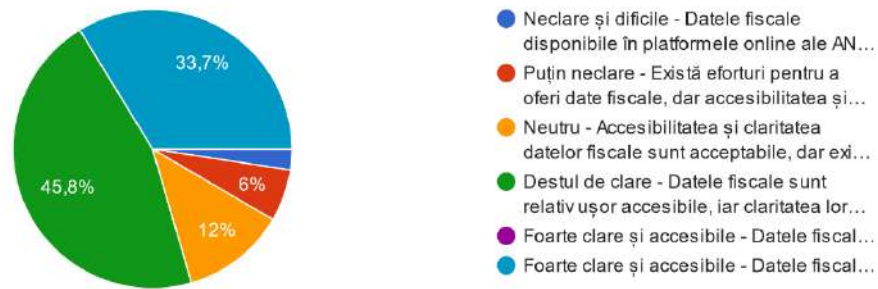 33,7%
45,8%
6%
12%
Neclare și dificile - Datele fiscale
disponibile în platformele online ale AN…
Puțin neclare - Există eforturi pentru a
oferi date fiscale, dar accesibilitatea și…
Neutru - Accesibilitatea și claritatea
datelor fiscale sunt acceptabile, dar exi…
Destul de clare - Datele fiscale sunt
relativ ușor accesibile, iar claritatea lor…
Foarte clare și accesibile - Datele fiscal…
Foarte clare și accesibile - Datele fiscal…